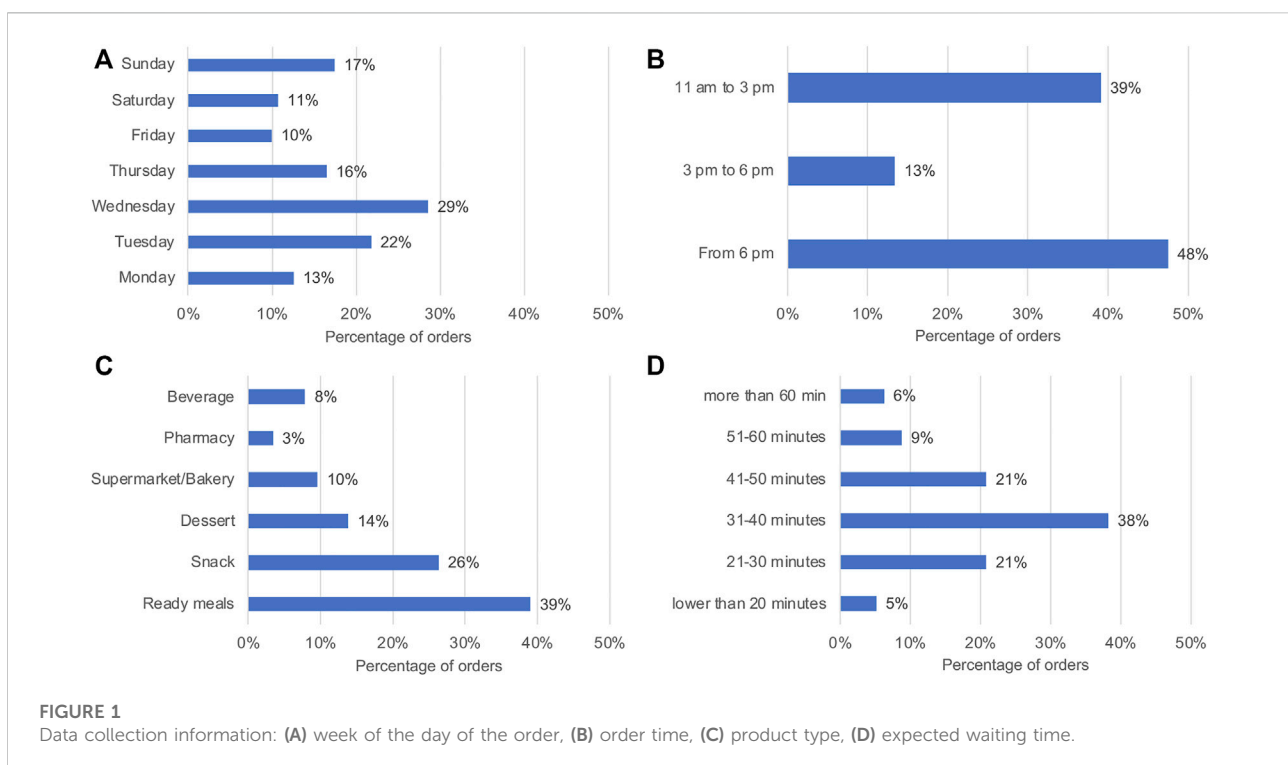 A
Sunday 17%
Saturday 11%
Friday 10%
Thursday 16%
Wednesday 29%
Tuesday 22%
Monday 13%
0% 10% 20% 30% 40% 50%
Percentage of orders
B
11 am to 3 pm 39%
3 pm to 6 pm 13%
From 6 pm 48%
0% 10% 20% 30% 40% 50%
Percentage of orders
C
Beverage 8%
Pharmacy 3%
Supermarket/Bakery 10%
Dessert 14%
Snack 26%
Ready meals 39%
0% 10% 20% 30% 40% 50%
Percentage of orders
D
more than 60 min 6%
51-60 minutes 9%
41-50 minutes 21%
31-40 minutes 38%
21-30 minutes 21%
lower than 20 minutes 5%
0% 10% 20% 30% 40% 50%
Percentage of orders
FIGURE 1
Data collection information: (A) week of the day of the order, (B) order time, (C) product type, (D) expected waiting time.